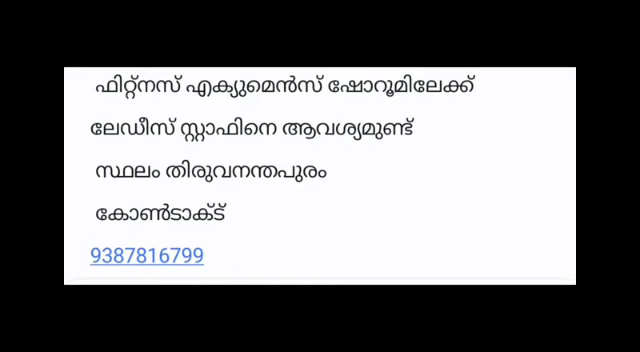 ഫിറ്റ്നസ് എക്യുമെൻസ് ഷോറൂമിലേക്ക്
ലേഡീസ് സ്റ്റാഫിനെ ആവശ്യമുണ്ട്
സ്ഥലം തിരുവനന്തപുരം
കോൺടാക്ട്
9387816799